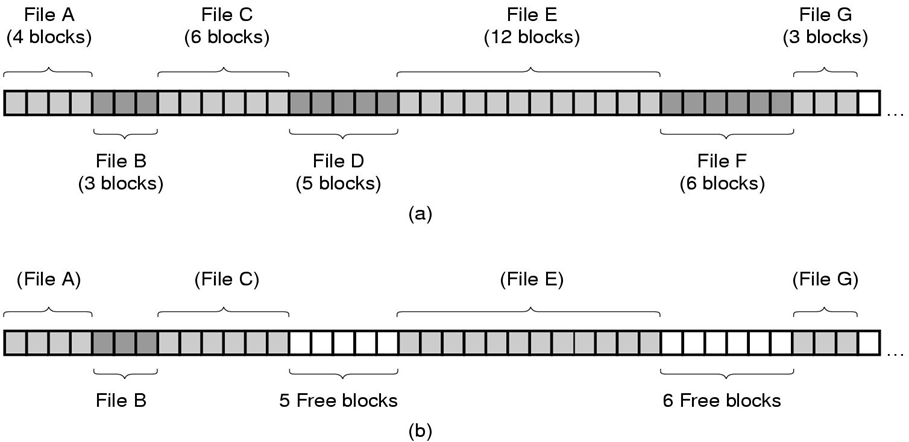 File A
(4 blocks)
File C
(6 blocks)
File E
(12 blocks)
File G
(3 blocks)
...
File B
(3 blocks)
File D
(5 blocks)
File F
(6 blocks)
(a)
(File A)
(File C)
(File E)
(File G)
...
File B
5 Free blocks
6 Free blocks
(b)